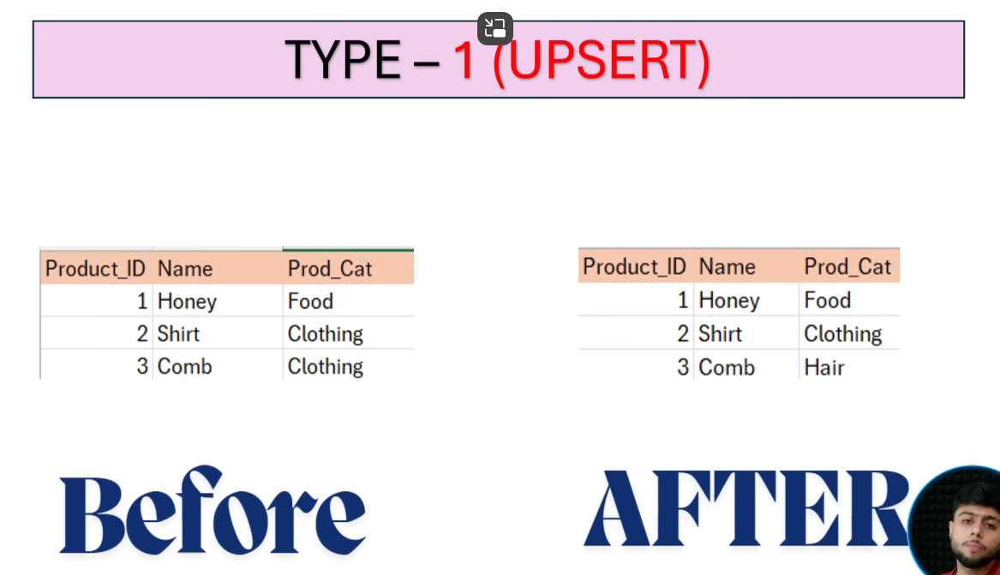 TYPE – 1 (UPSERT)
Product_ID Name Prod_Cat
1 Honey Food
2 Shirt Clothing
3 Comb Clothing
Product_ID Name Prod_Cat
1 Honey Food
2 Shirt Clothing
3 Comb Hair
Before
AFTER